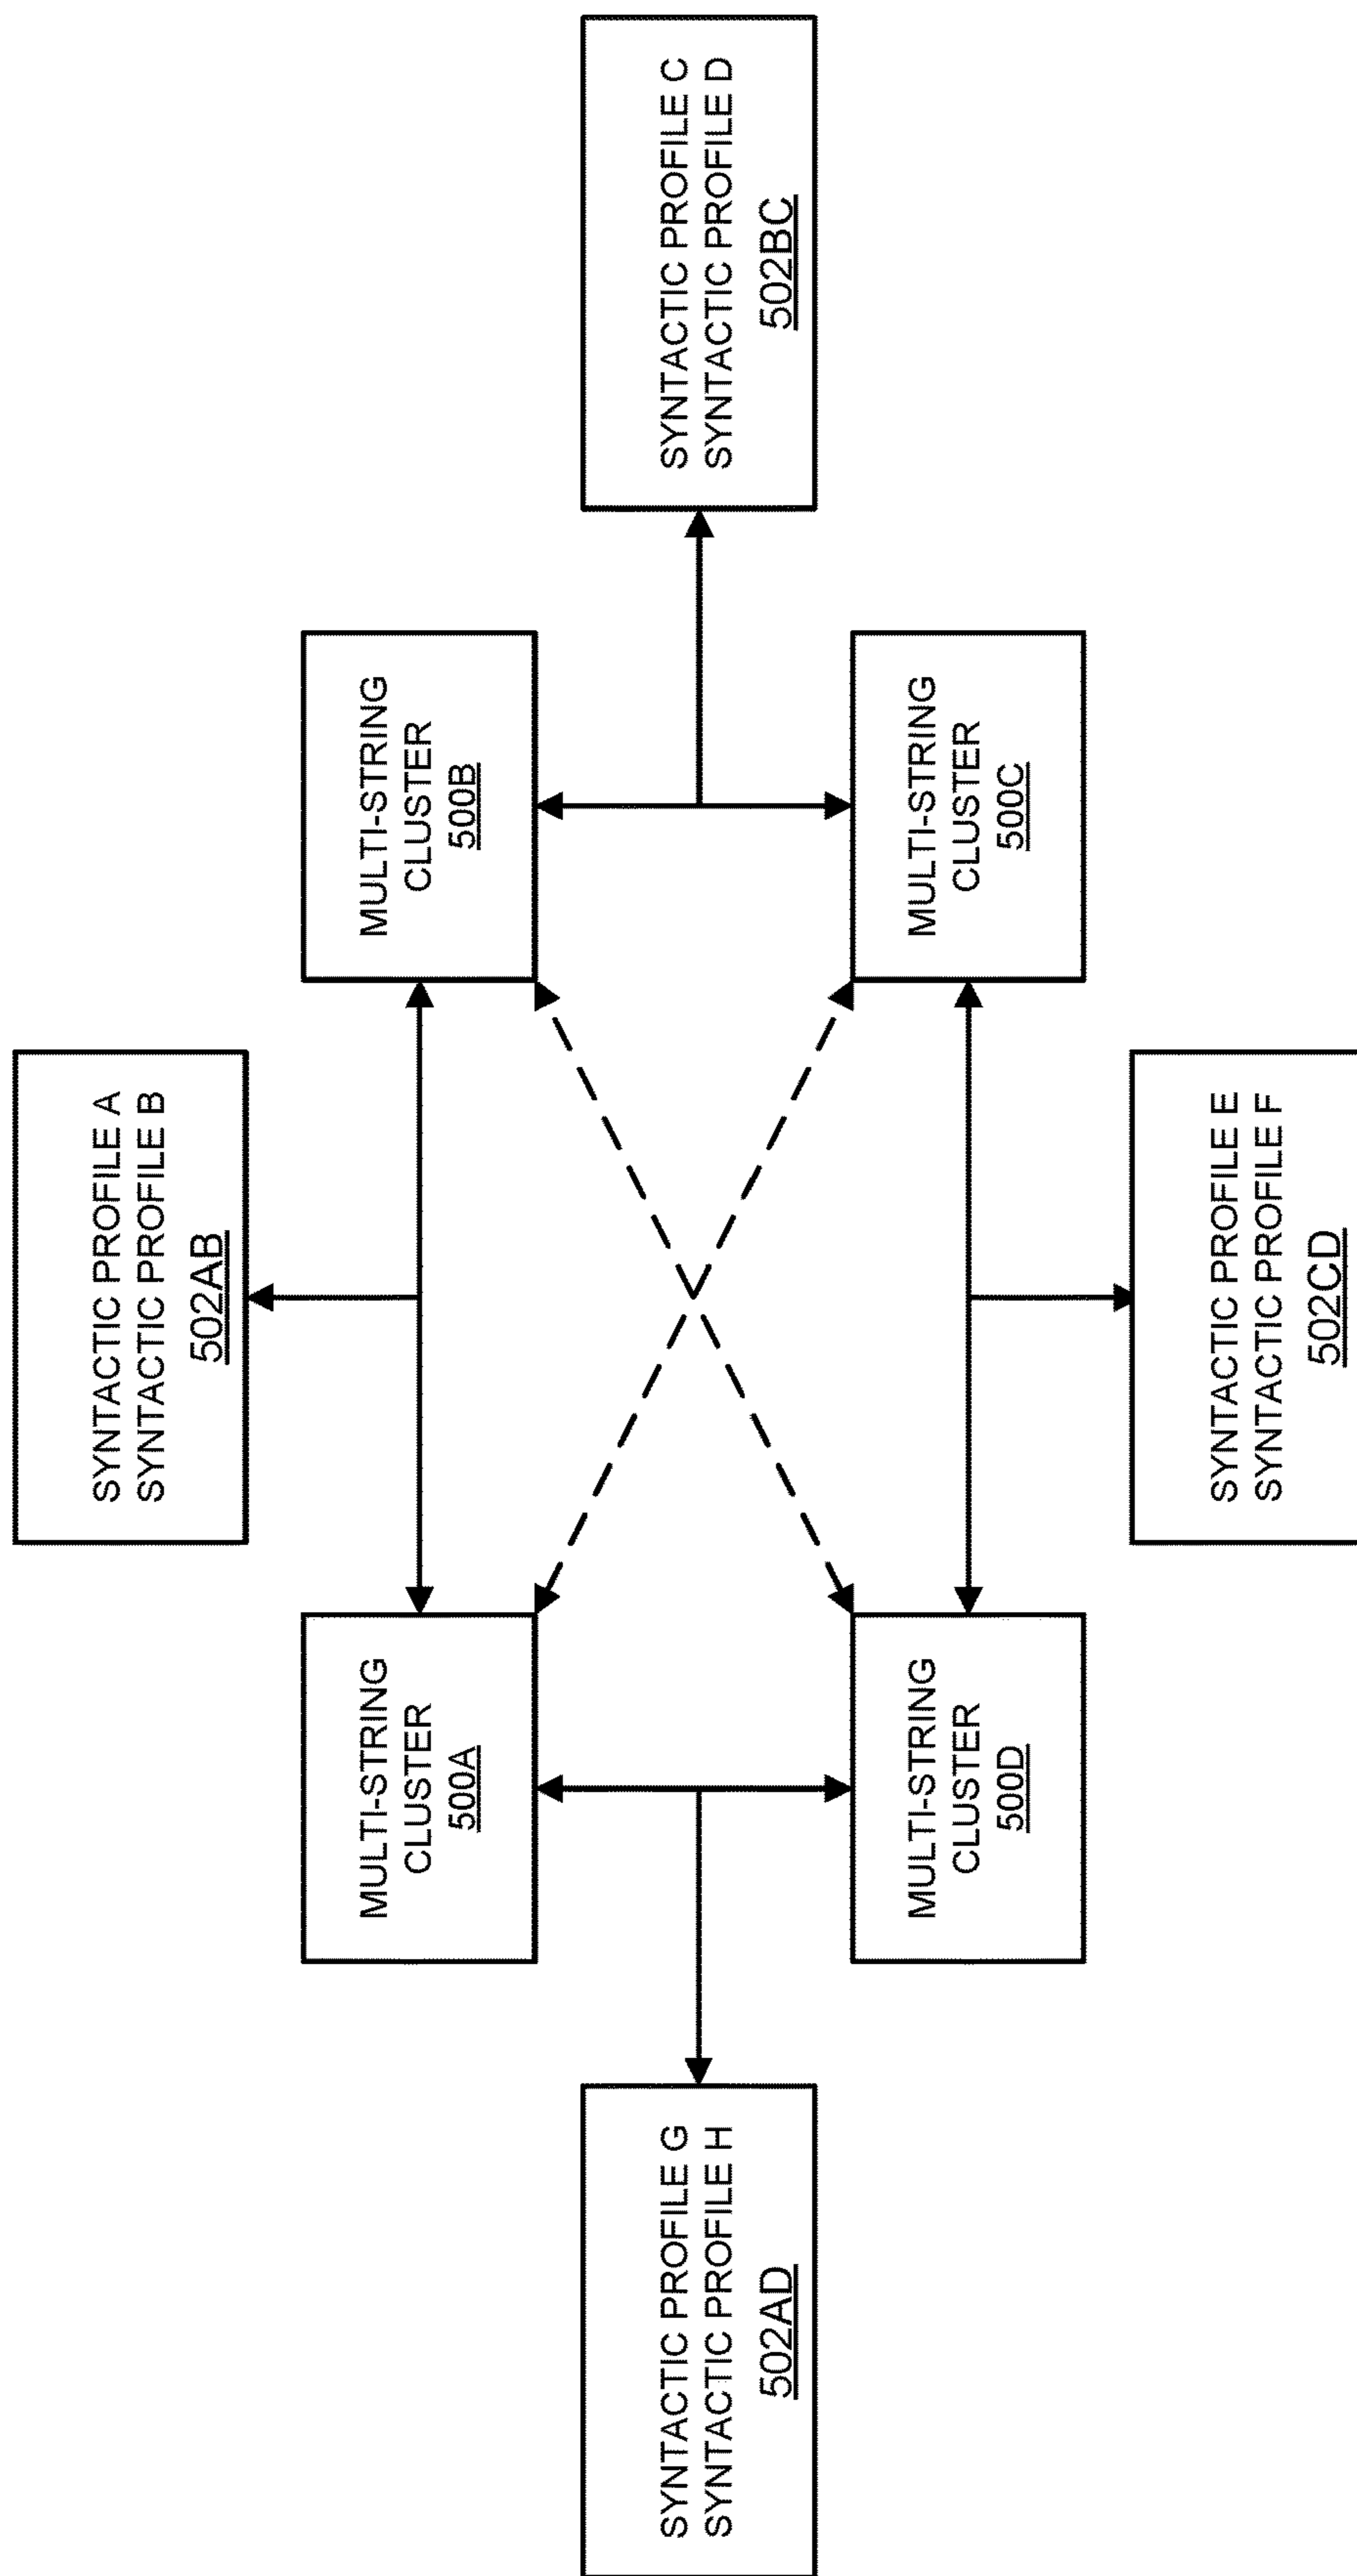 SYNTACTIC PROFILE A
SYNTACTIC PROFILE B
502AB
MULTI-STRING
CLUSTER
500A
MULTI-STRING
CLUSTER
500B
SYNTACTIC PROFILE G
SYNTACTIC PROFILE H
502AD
SYNTACTIC PROFILE C
SYNTACTIC PROFILE D
502BC
MULTI-STRING
CLUSTER
500D
MULTI-STRING
CLUSTER
500C
SYNTACTIC PROFILE E
SYNTACTIC PROFILE F
502CD